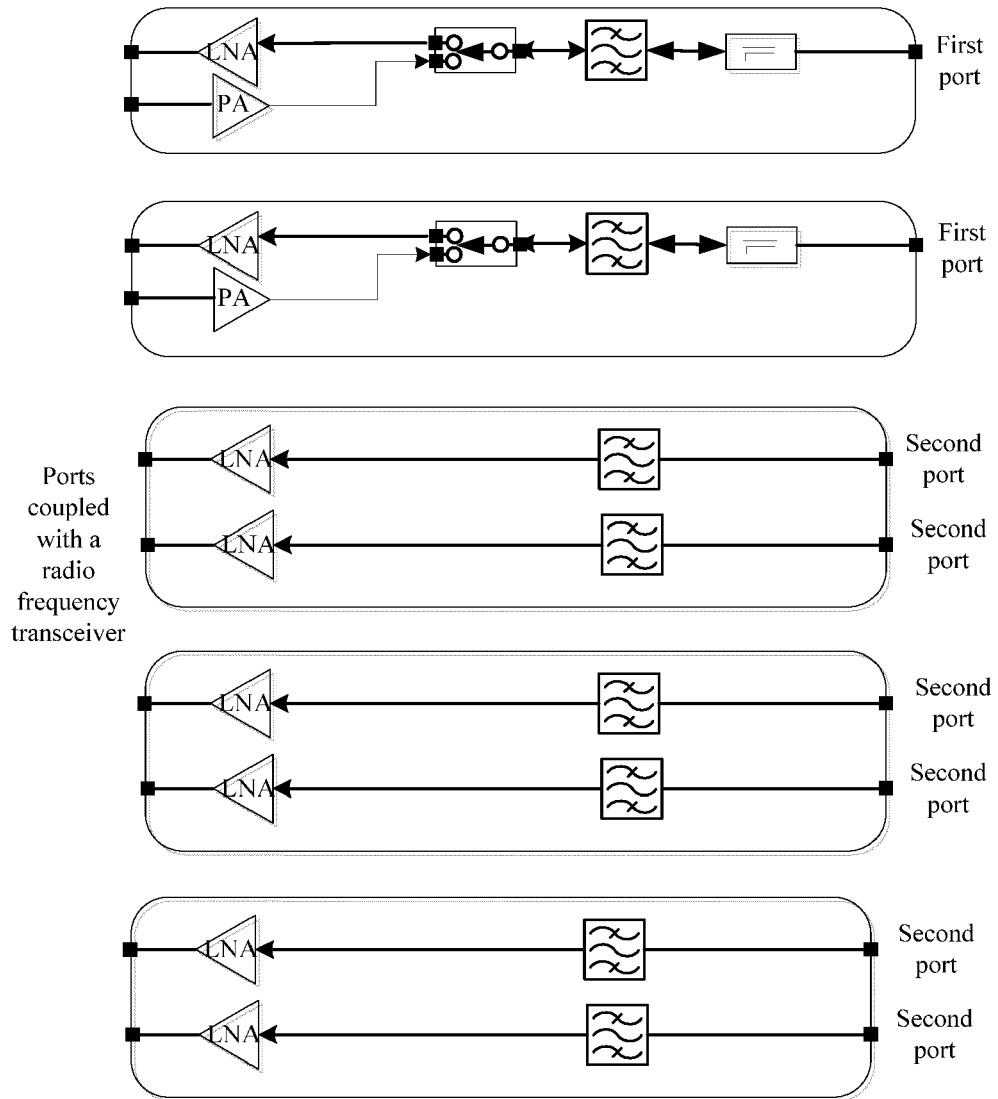 LNA
PA
First
port
LNA
PA
First
port
LNA
Second
port
LNA
Second
port
Ports
coupled
with a
radio
frequency
transceiver
LNA
Second
port
LNA
Second
port
LNA
Second
port
LNA
Second
port